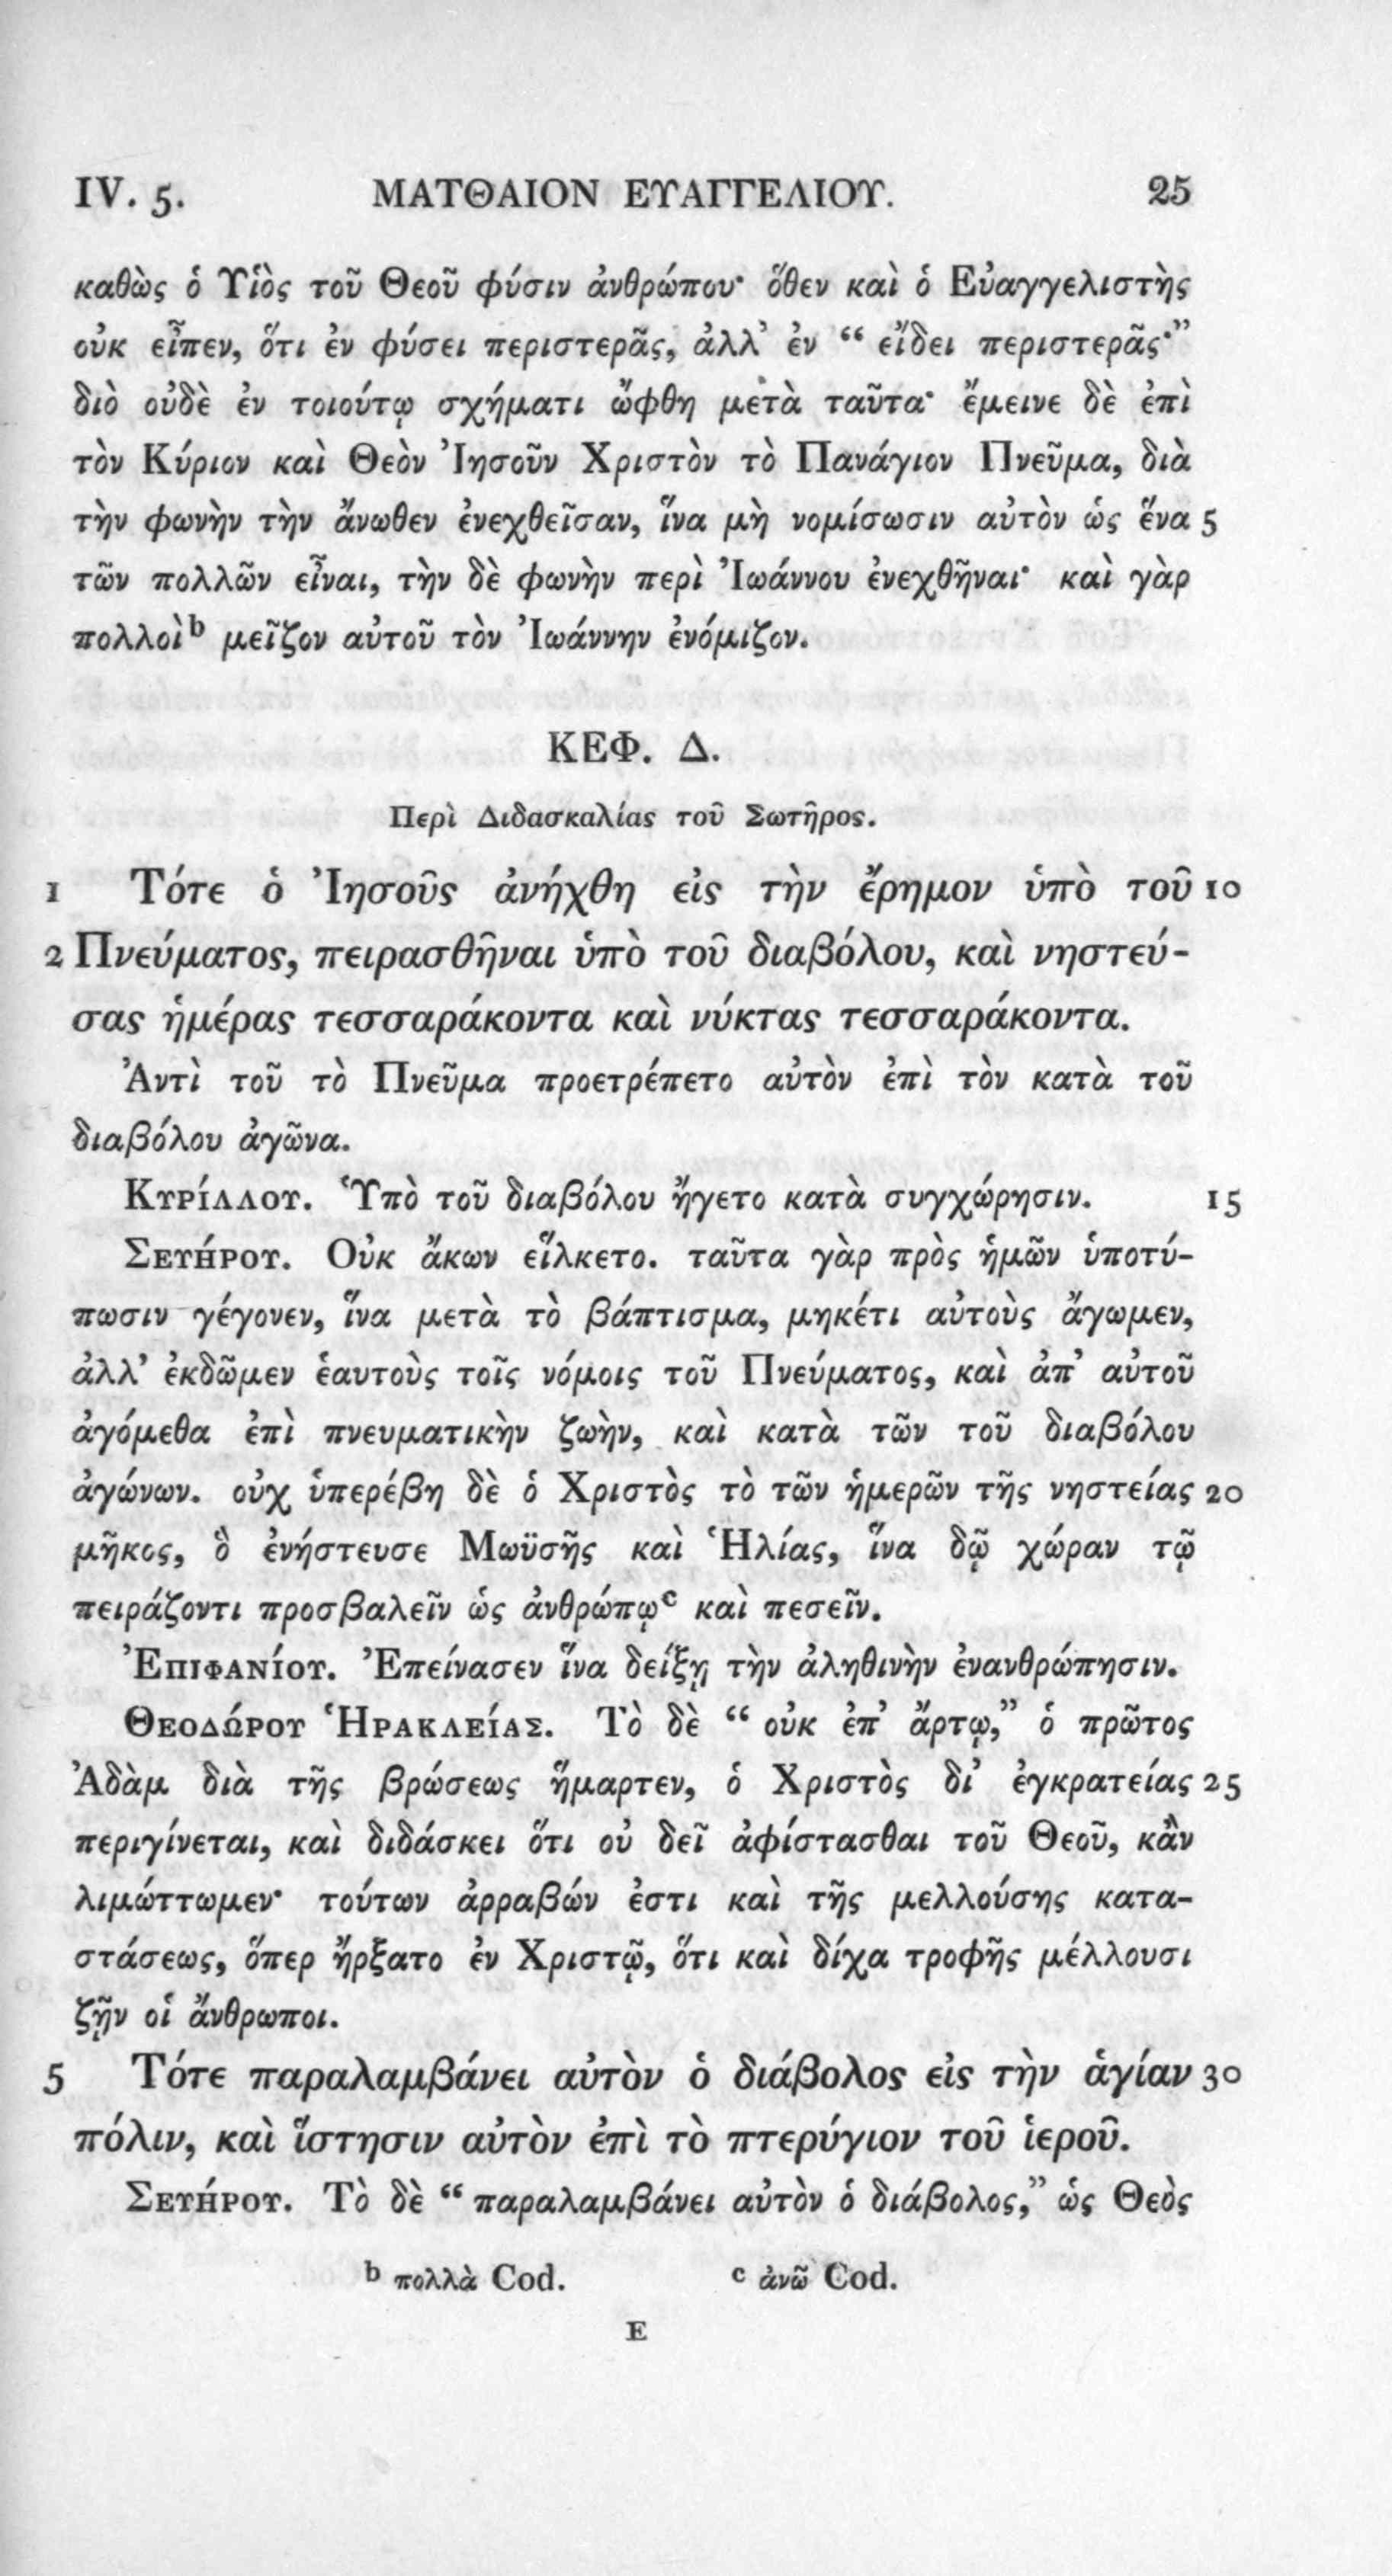 IV. 5. ΜΑΤΘΑΙΟΝ ΕΥΑΓΓΕΛΙΟΥ. 25
καθὼς ὁ Υἱὸς τοῦ Θεοῦ φύσιν ἀνθρώπου· ὅθεν καὶ ὁ Εὐαγγελιστὴς
οὐκ εἶπεν, ὅτι ἐν φύσει περιστερᾶς, ἀλλ’ ἐν “ εἴδει περιστερᾶς·”
διὸ οὐδὲ ἐν τοιούτῳ σχήματι ὤφθη μετὰ ταῦτα· ἔμεινε δὲ ἐπὶ
τὸν Κύριον καὶ Θεὸν Ἰησοῦν Χριστὸν τὸ Πανάγιον Πνεῦμα, διὰ
τὴν φωνὴν τὴν ἄνωθεν ἐνεχθεῖσαν, ἵνα μὴ νομίσωσιν αὐτὸν ὡς ἕνα 5
τῶν πολλῶν εἶναι, τὴν δὲ φωνὴν περὶ Ἰωάννου ἐνεχθῆναι· καὶ γὰρ
πολλοὶ b μεῖζον αὐτοῦ τὸν Ἰωάννην ἐνόμιζον.
ΚΕΦ. Δ.
Περὶ Διδασκαλίας τοῦ Σωτῆρος.
1 Τότε ὁ Ἰησοῦς ἀνήχθη εἰς τὴν ἔρημον ὑπὸ τοῦ 10
2 Πνεύματος, πειρασθῆναι ὑπὸ τοῦ διαβόλου, καὶ νηστεύ-
σας ἡμέρας τεσσαράκοντα καὶ νύκτας τεσσαράκοντα.
Ἀντὶ τοῦ τὸ Πνεῦμα προετρέπετο αὐτὸν ἐπὶ τὸν κατὰ τοῦ
διαβόλου ἀγῶνα.
Κυρίλλου. Ὑπὸ τοῦ διαβόλου ἤγετο κατὰ συγχώρησιν. 15
Σευήρου. Οὐκ ἄκων εἵλκετο. ταῦτα γὰρ πρὸς ἡμῶν ὑποτύ-
πωσιν γέγονεν, ἵνα μετὰ τὸ βάπτισμα, μηκέτι αὐτοὺς ἄγωμεν,
ἀλλ’ ἐκδῶμεν ἑαυτοὺς τοῖς νόμοις τοῦ Πνεύματος, καὶ ἀπ’ αὐτοῦ
ἀγόμεθα ἐπὶ πνευματικὴν ζωὴν, καὶ κατὰ τῶν τοῦ διαβόλου
ἀγώνων. οὐχ ὑπερέβη δὲ ὁ Χριστὸς τὸ τῶν ἡμερῶν τῆς νηστείας 20
μῆκος, ὃ ἐνήστευσε Μωϋσῆς καὶ Ἡλίας, ἵνα δῷ χώραν τῷ
πειράζοντι προσβαλεῖν ὡς ἀνθρώπῳ c καὶ πεσεῖν.
Ἐπιφανίου. Ἐπείνασεν ἵνα δείξῃ τὴν ἀληθινὴν ἐνανθρώπησιν.
Θεοδώρου Ἡρακλείας. Τὸ δὲ “ οὐκ ἐπ’ ἄρτῳ,” ὁ πρῶτος
Ἀδὰμ διὰ τῆς βρώσεως ἥμαρτεν, ὁ Χριστὸς δι’ ἐγκρατείας 25
περιγίνεται, καὶ διδάσκει ὅτι οὐ δεῖ ἀφίστασθαι τοῦ Θεοῦ, κἂν
λιμώττωμεν· τούτων ἀρραβών ἐστι καὶ τῆς μελλούσης κατα-
στάσεως, ὅπερ ἤρξατο ἐν Χριστῷ, ὅτι καὶ δίχα τροφῆς μέλλουσι
ζῇν οἱ ἄνθρωποι.
5 Τότε παραλαμβάνει αὐτὸν ὁ διάβολος εἰς τὴν ἁγίαν 30
πόλιν, καὶ ἵστησιν αὐτὸν ἐπὶ τὸ πτερύγιον τοῦ ἱεροῦ.
Σευήρου. Τὸ δὲ “ παραλαμβάνει αὐτὸν ὁ διάβολος,” ὡς Θεὸς
b πολλὰ Cod. c ἀνῶ Cod.
E